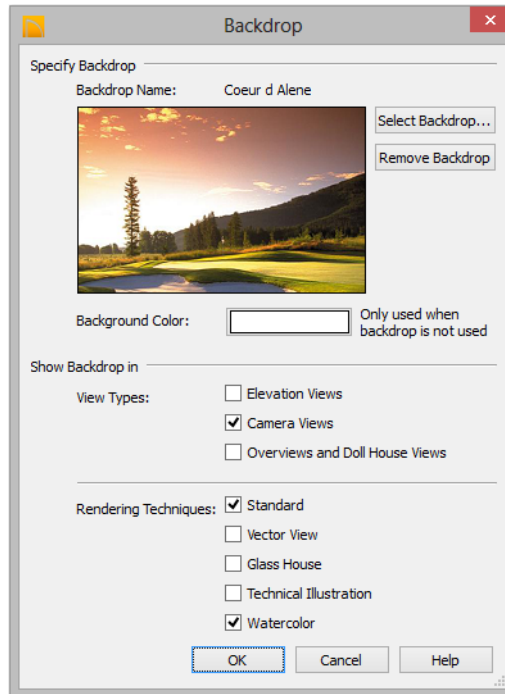 Backdrop
Specify Backdrop
Backdrop Name: Coeur d Alene
Select Backdrop...
Remove Backdrop
Background Color:
Only used when
backdrop is not used
Show Backdrop in
View Types:
Elevation Views
Camera Views
Overviews and Doll House Views
Rendering Techniques:
Standard
Vector View
Glass House
Technical Illustration
Watercolor
OK Cancel Help